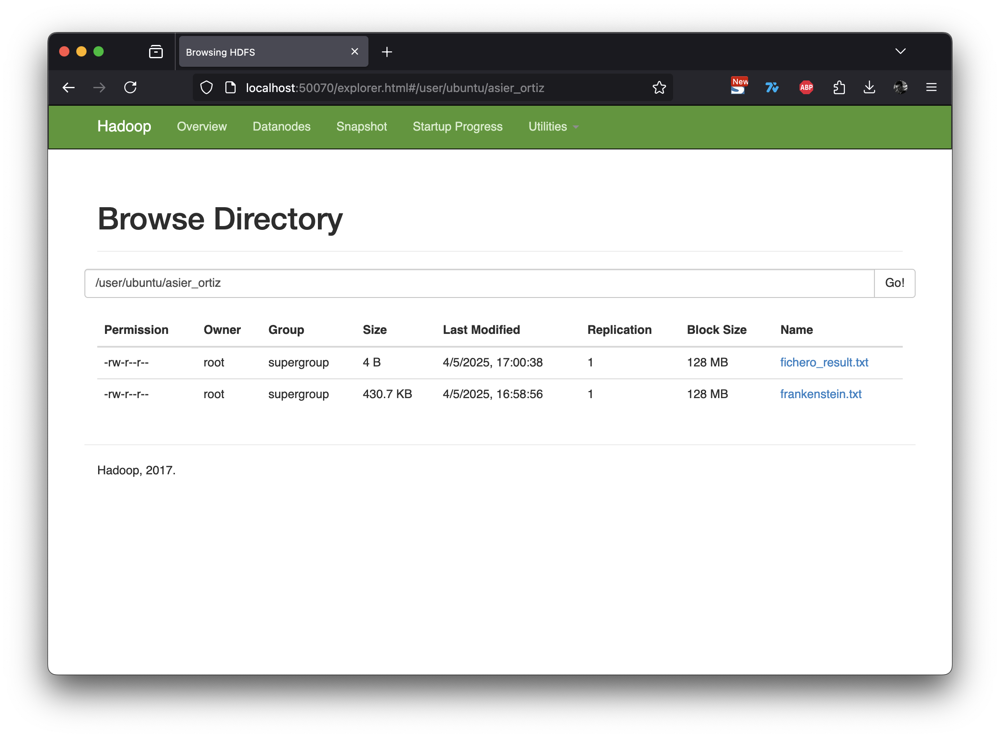 Browsing HDFS
localhost:50070/explorer.html#/user/ubuntu/asier_ortiz
New
ABP
Hadoop Overview Datanodes Snapshot Startup Progress Utilities
Browse Directory
/user/ubuntu/asier_ortiz Go!
Permission Owner Group Size Last Modified Replication Block Size Name
-rw-r--r-- root supergroup 4 B 4/5/2025, 17:00:38 1 128 MB fichero_result.txt
-rw-r--r-- root supergroup 430.7 KB 4/5/2025, 16:58:56 1 128 MB frankenstein.txt
Hadoop, 2017.